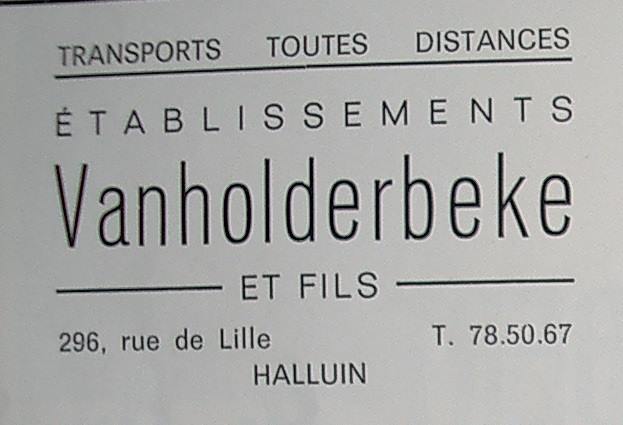 TRANSPORTS TOUTES DISTANCES
ÉTABLISSEMENTS
Vanholderbeke
ET FILS
296, rue de Lille T. 78.50.67
HALLUIN